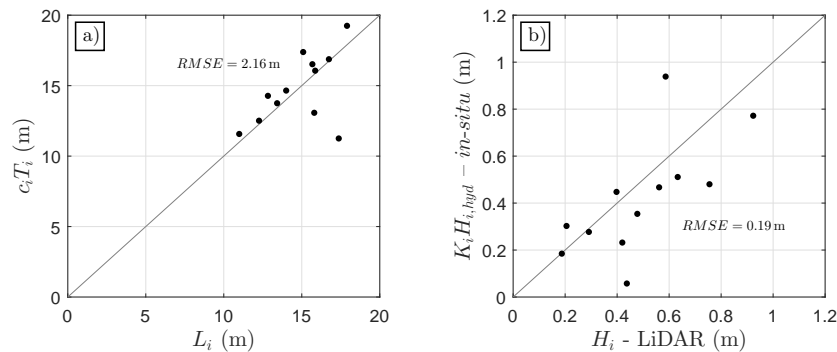 a)
RMSE = 2.16 m
20
15
10
5
0
0 5 10 15 20
c_iT_i (m)
L_i (m)
b)
RMSE = 0.19 m
1.2
1
0.8
0.6
0.4
0.2
0
0 0.2 0.4 0.6 0.8 1 1.2
K_iH_{i,hyd} − in-situ (m)
H_i - LiDAR (m)